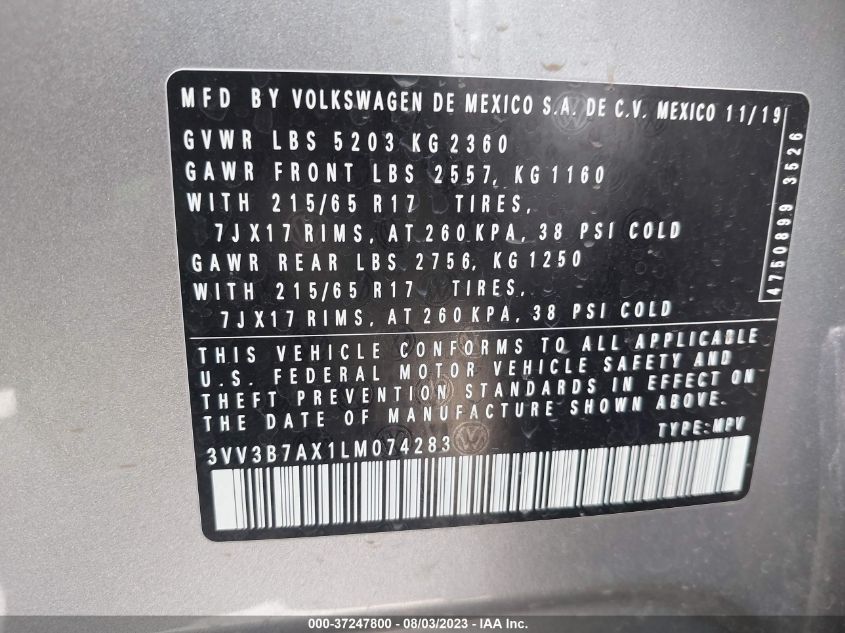 MFD BY VOLKSWAGEN DE MEXICO S.A. DE C.V. MEXICO 11/19
GVWR LBS 5203 KG 2360
GAWR FRONT LBS 2557, KG 1160
WITH 215/65 R17 TIRES,
7JX17 RIMS, AT 260 KPA, 38 PSI COLD
GAWR REAR LBS 2756, KG 1250
WITH 215/65 R17 TIRES,
7JX17 RIMS, AT 260 KPA, 38 PSI COLD
4750899 3526
THIS VEHICLE CONFORMS TO ALL APPLICABLE
U.S. FEDERAL MOTOR VEHICLE SAFETY AND
THEFT PREVENTION STANDARDS IN EFFECT ON
THE DATE OF MANUFACTURE SHOWN ABOVE.
3VV3B7AX1LM074283 TYPE: MPV
000-37247800 - 08/03/2023 - IAA Inc.